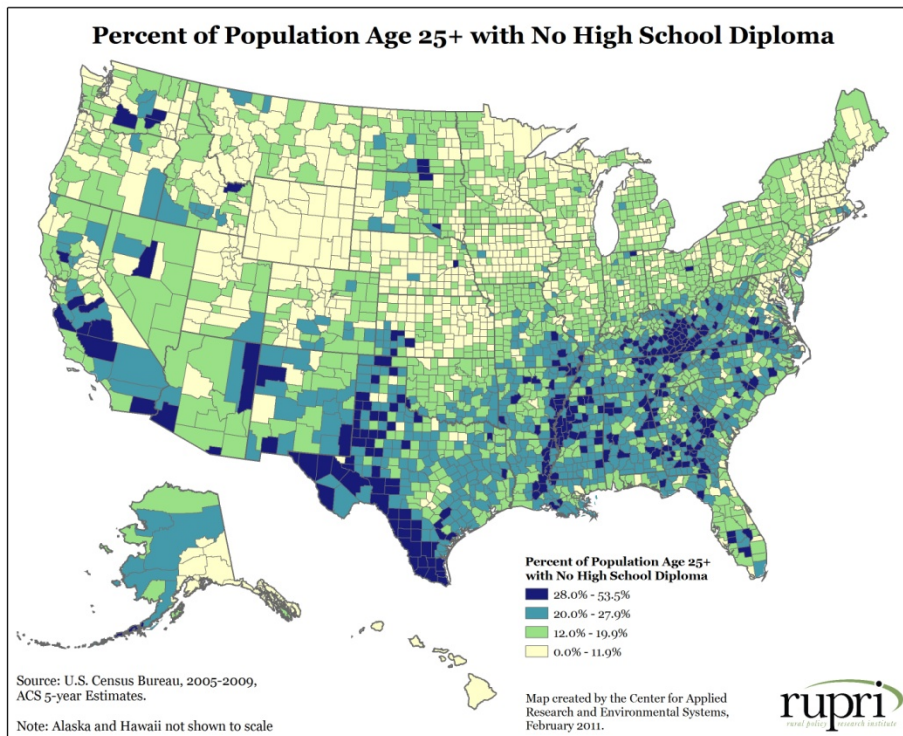 Percent of Population Age 25+ with No High School Diploma
Percent of Population Age 25+
with No High School Diploma
28.0% - 53.5%
20.0% - 27.9%
12.0% - 19.9%
0.0% - 11.9%
Source: U.S. Census Bureau, 2005-2009,
ACS 5-year Estimates.
Note: Alaska and Hawaii not shown to scale
Map created by the Center for Applied
Research and Environmental Systems,
February 2011.
rupri
rural policy research institute